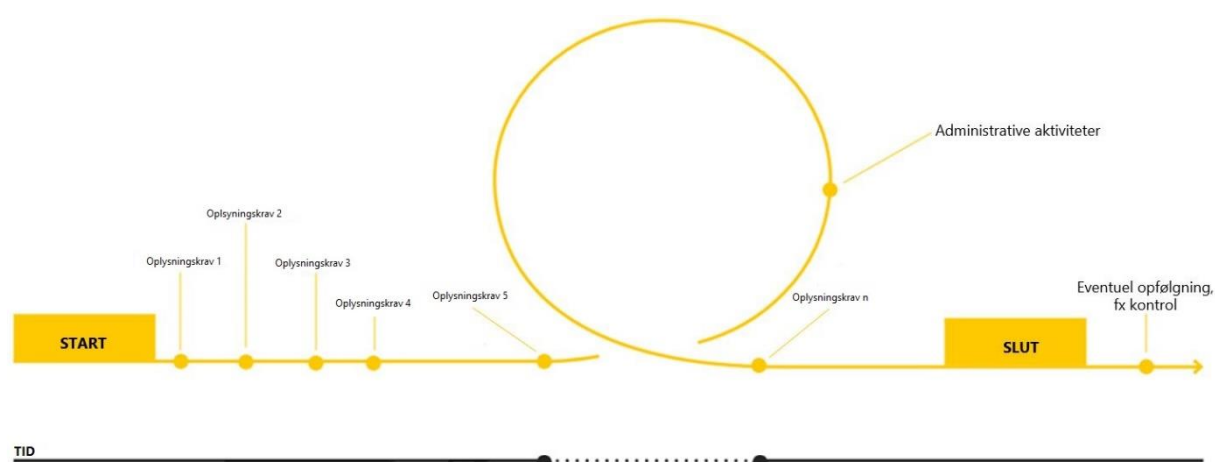 Administrative aktiviteter
Oplsyningskrav 2
Oplysningskrav 1
Oplysningskrav 3
Oplysningskrav 4
Oplysningskrav 5
Oplysningskrav n
Eventuel opfølgning,
fx kontrol
START
SLUT
TID